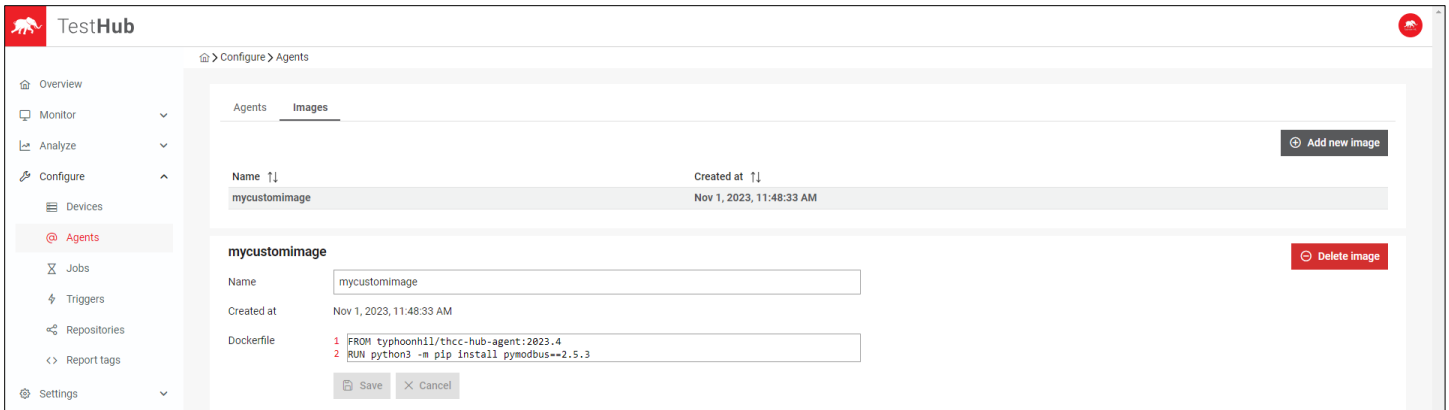 TestHub
Configure > Agents
Overview
Monitor
Analyze
Configure
Devices
Agents
Jobs
Triggers
Repositories
Report tags
Settings
Agents Images
Add new image
Name Created at
mycustomimage Nov 1, 2023, 11:48:33 AM
mycustomimage
Delete image
Name mycustomimage
Created at Nov 1, 2023, 11:48:33 AM
Dockerfile
1 FROM typhoonhil/thcc-hub-agent:2023.4
2 RUN python3 -m pip install pymodbus==2.5.3
Save Cancel